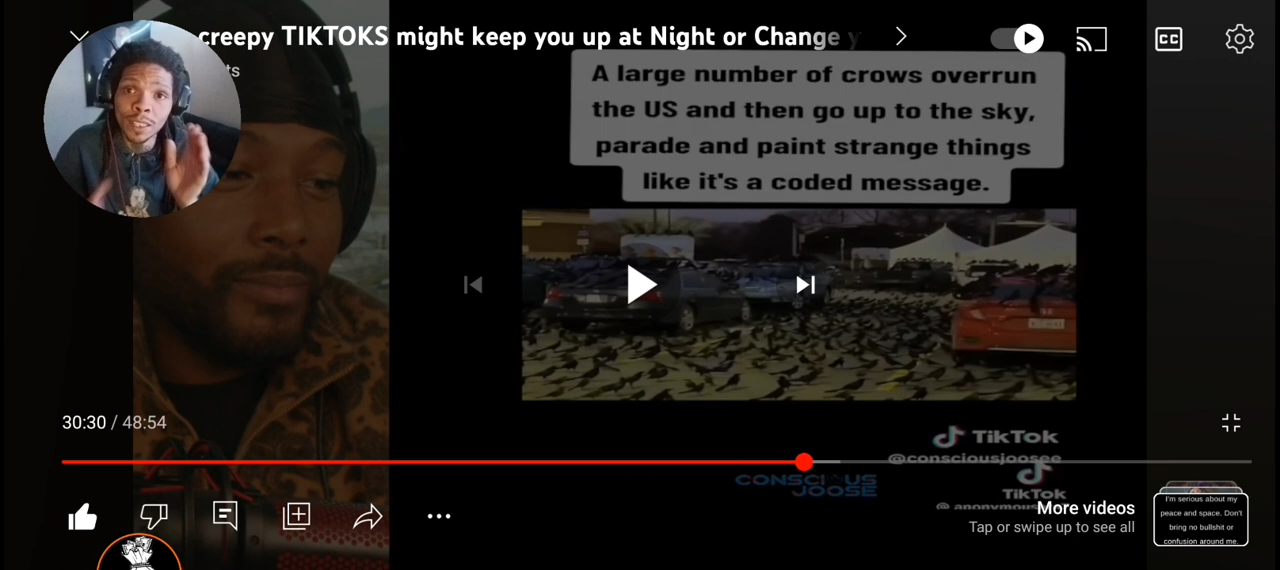 creepy TIKTOKS might keep you up at Night or Change y
ts
CC
A large number of crows overrun
the US and then go up to the sky,
parade and paint strange things
like it's a coded message.
30:30 / 48:54
TikTok
@consciousjoosee
CONSCIOUS
JOOSE
TikTok
More videos
Tap or swipe up to see all
I'm serious about my
peace and space. Don't
bring no bullshit or
confusion around me.